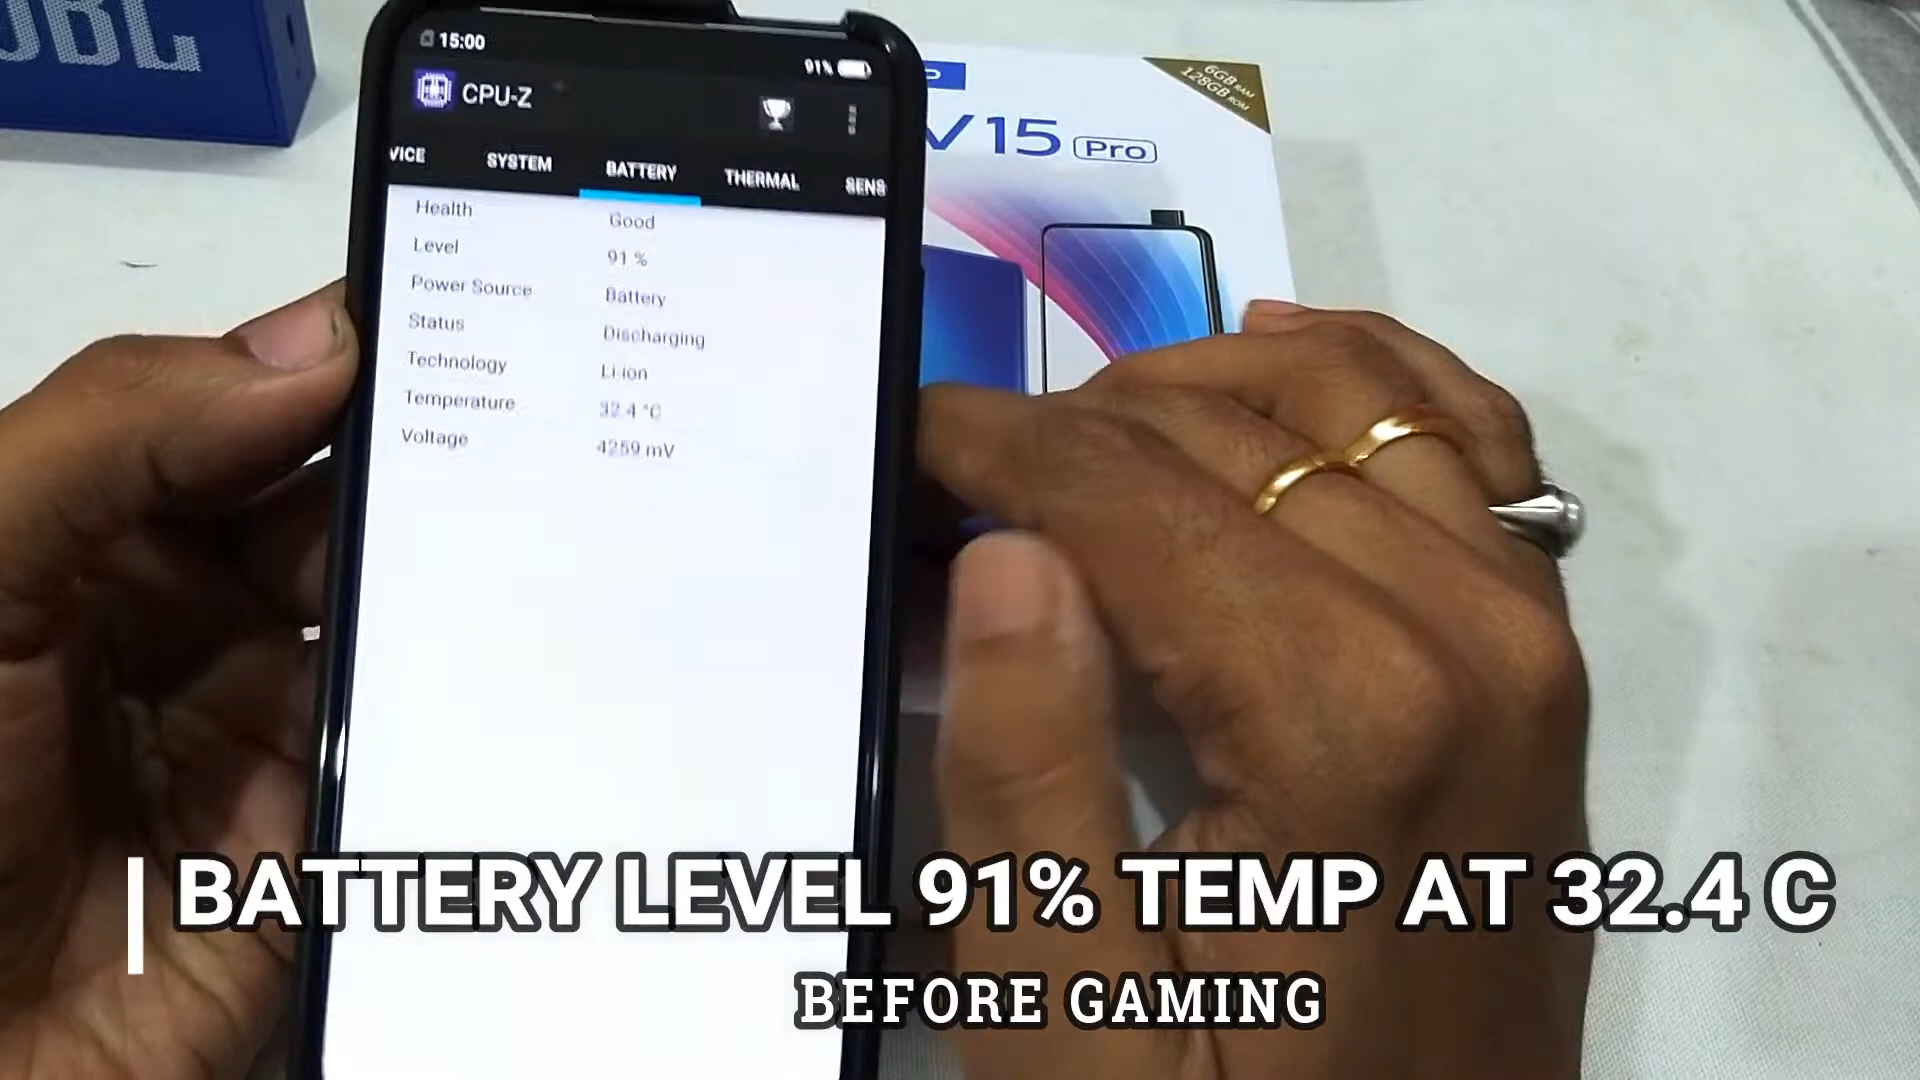 JBL
15:00
91%
CPU-Z
VICE SYSTEM BATTERY THERMAL SENS
Health Good
Level 91 %
Power Source Battery
Status Discharging
Technology Li-ion
Temperature 32.4 °C
Voltage 4259 mV
6GB RAM
128GB ROM
V15 Pro
BATTERY LEVEL 91% TEMP AT 32.4 C
BEFORE GAMING